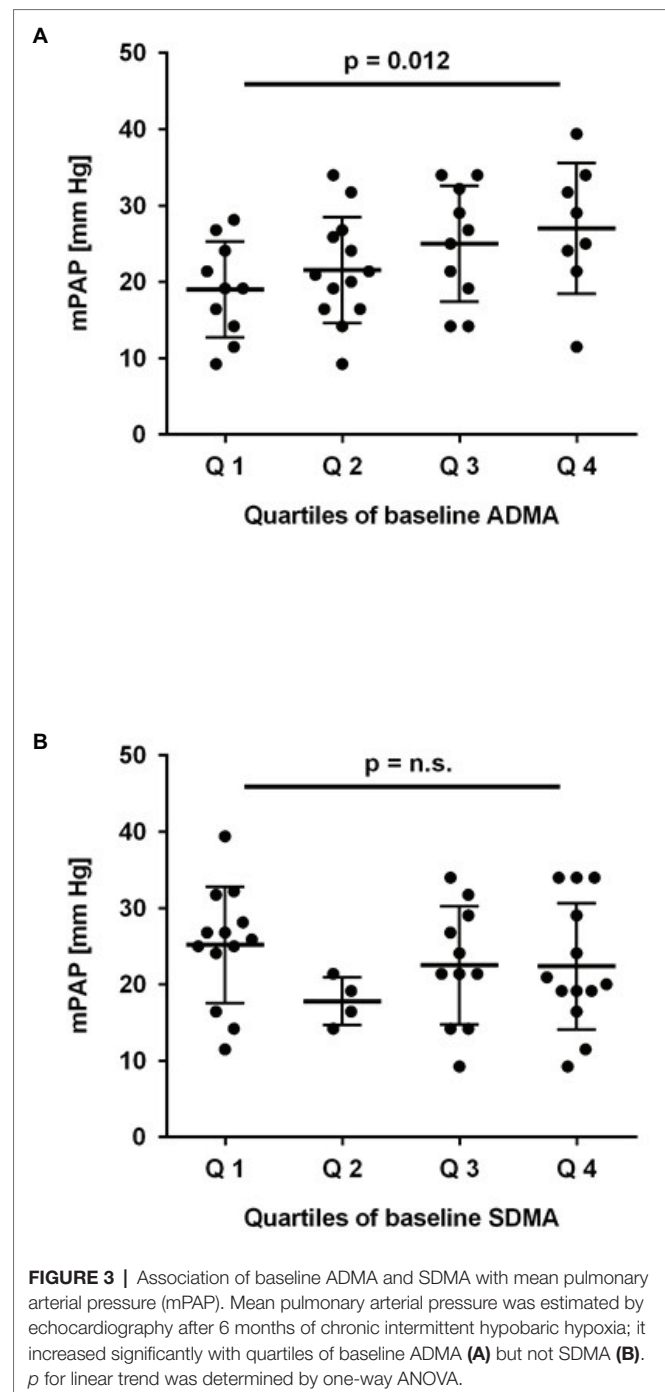 A
p = 0.012
mPAP [mm Hg]
50
40
30
20
10
0
Q 1 Q 2 Q 3 Q 4
Quartiles of baseline ADMA
B
p = n.s.
mPAP [mm Hg]
50
40
30
20
10
0
Q 1 Q 2 Q 3 Q 4
Quartiles of baseline SDMA
FIGURE 3 | Association of baseline ADMA and SDMA with mean pulmonary
arterial pressure (mPAP). Mean pulmonary arterial pressure was estimated by
echocardiography after 6 months of chronic intermittent hypobaric hypoxia; it
increased significantly with quartiles of baseline ADMA (A) but not SDMA (B).
p for linear trend was determined by one-way ANOVA.